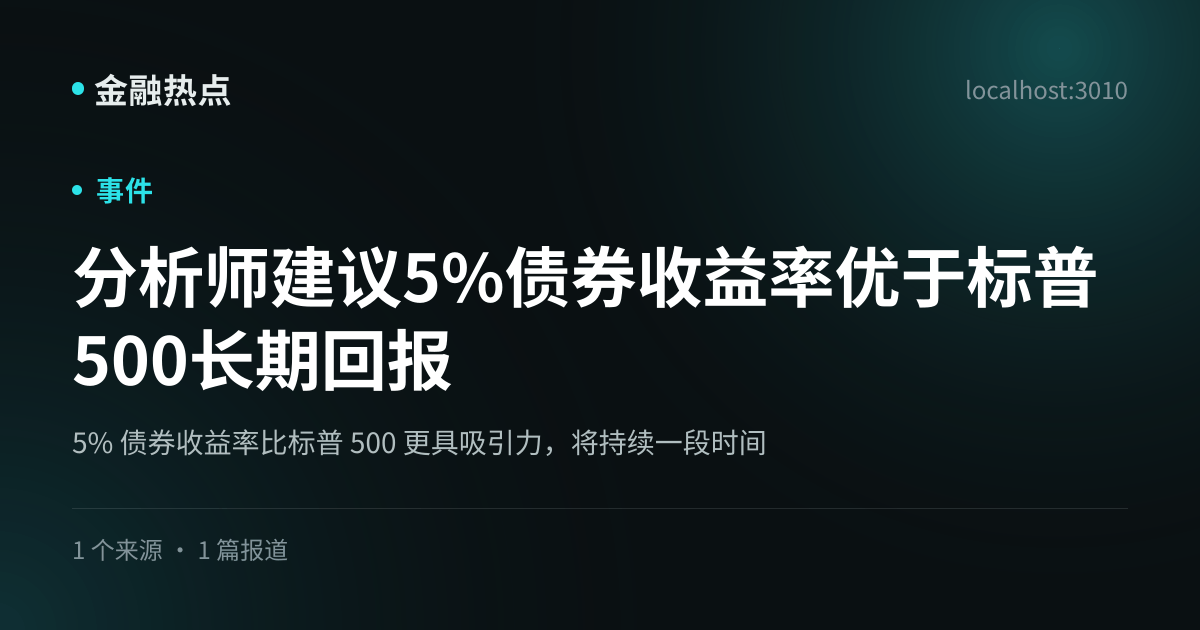 金融热点
localhost:3010
事件
分析师建议5%债券收益率优于标普
500长期回报
5% 债券收益率比标普 500 更具吸引力，将持续一段时间
1 个来源 · 1 篇报道